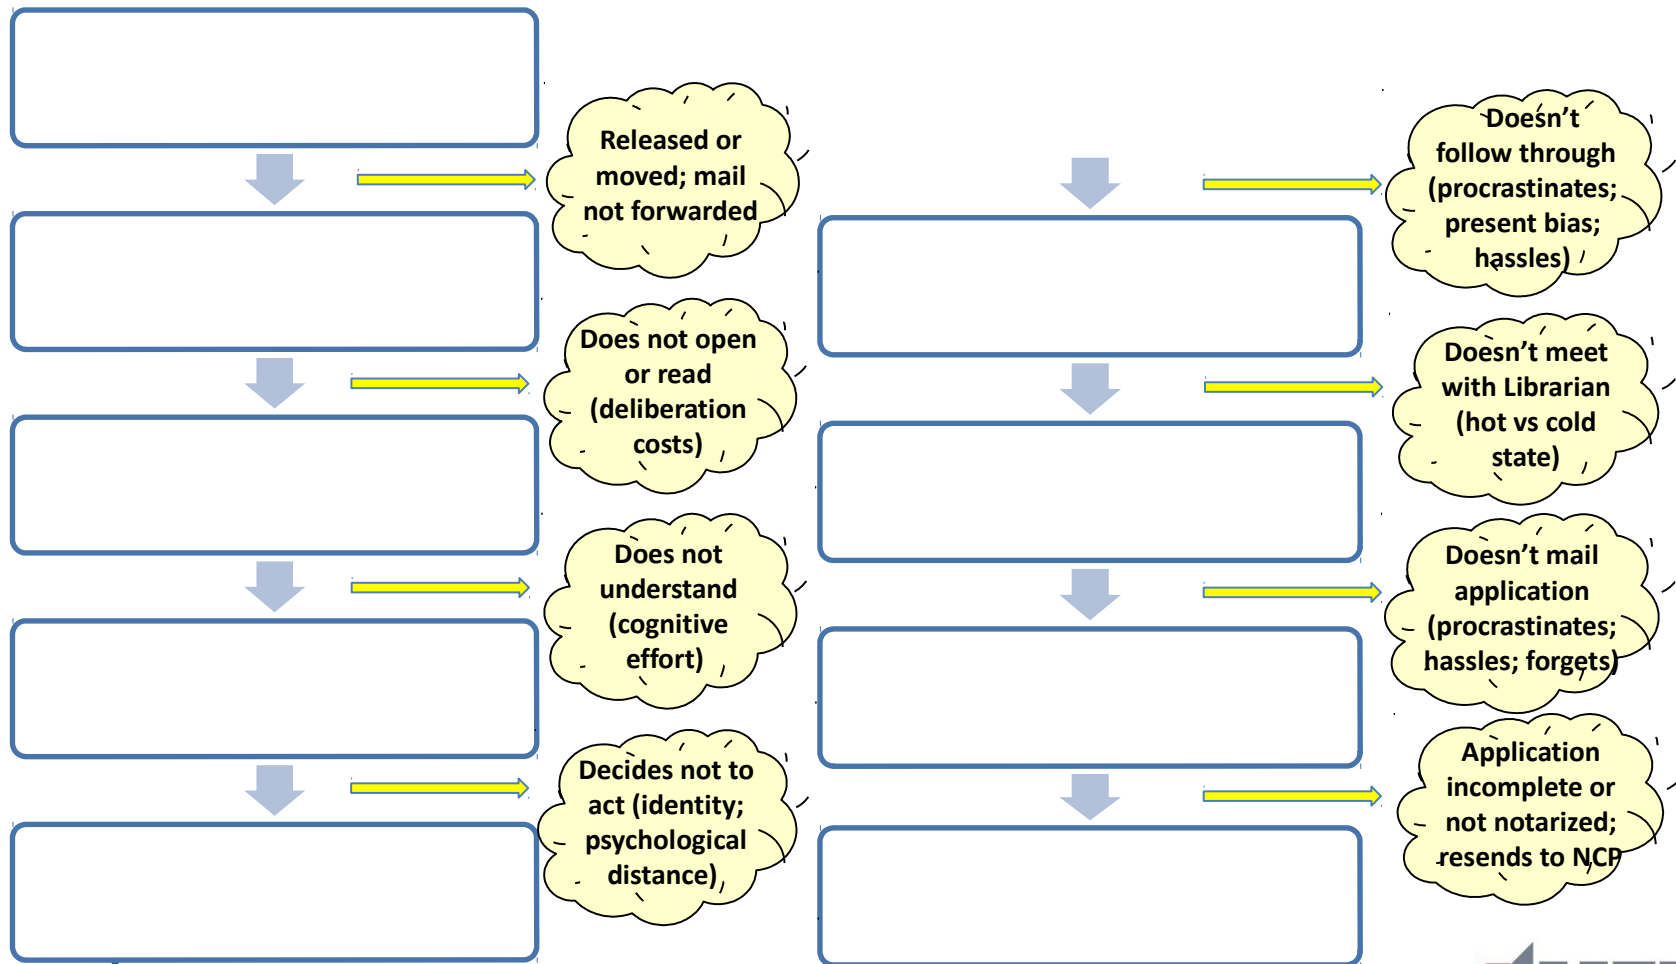 Released or
moved; mail
not forwarded
Does not open
or read
(deliberation
costs)
Does not
understand
(cognitive
effort)
Decides not to
act (identity;
psychological
distance)
Doesn’t
follow through
(procrastinates;
present bias;
hassles)
Doesn’t meet
with Librarian
(hot vs cold
state)
Doesn’t mail
application
(procrastinates;
hassles; forgets)
Application
incomplete or
not notarized;
resends to NCP